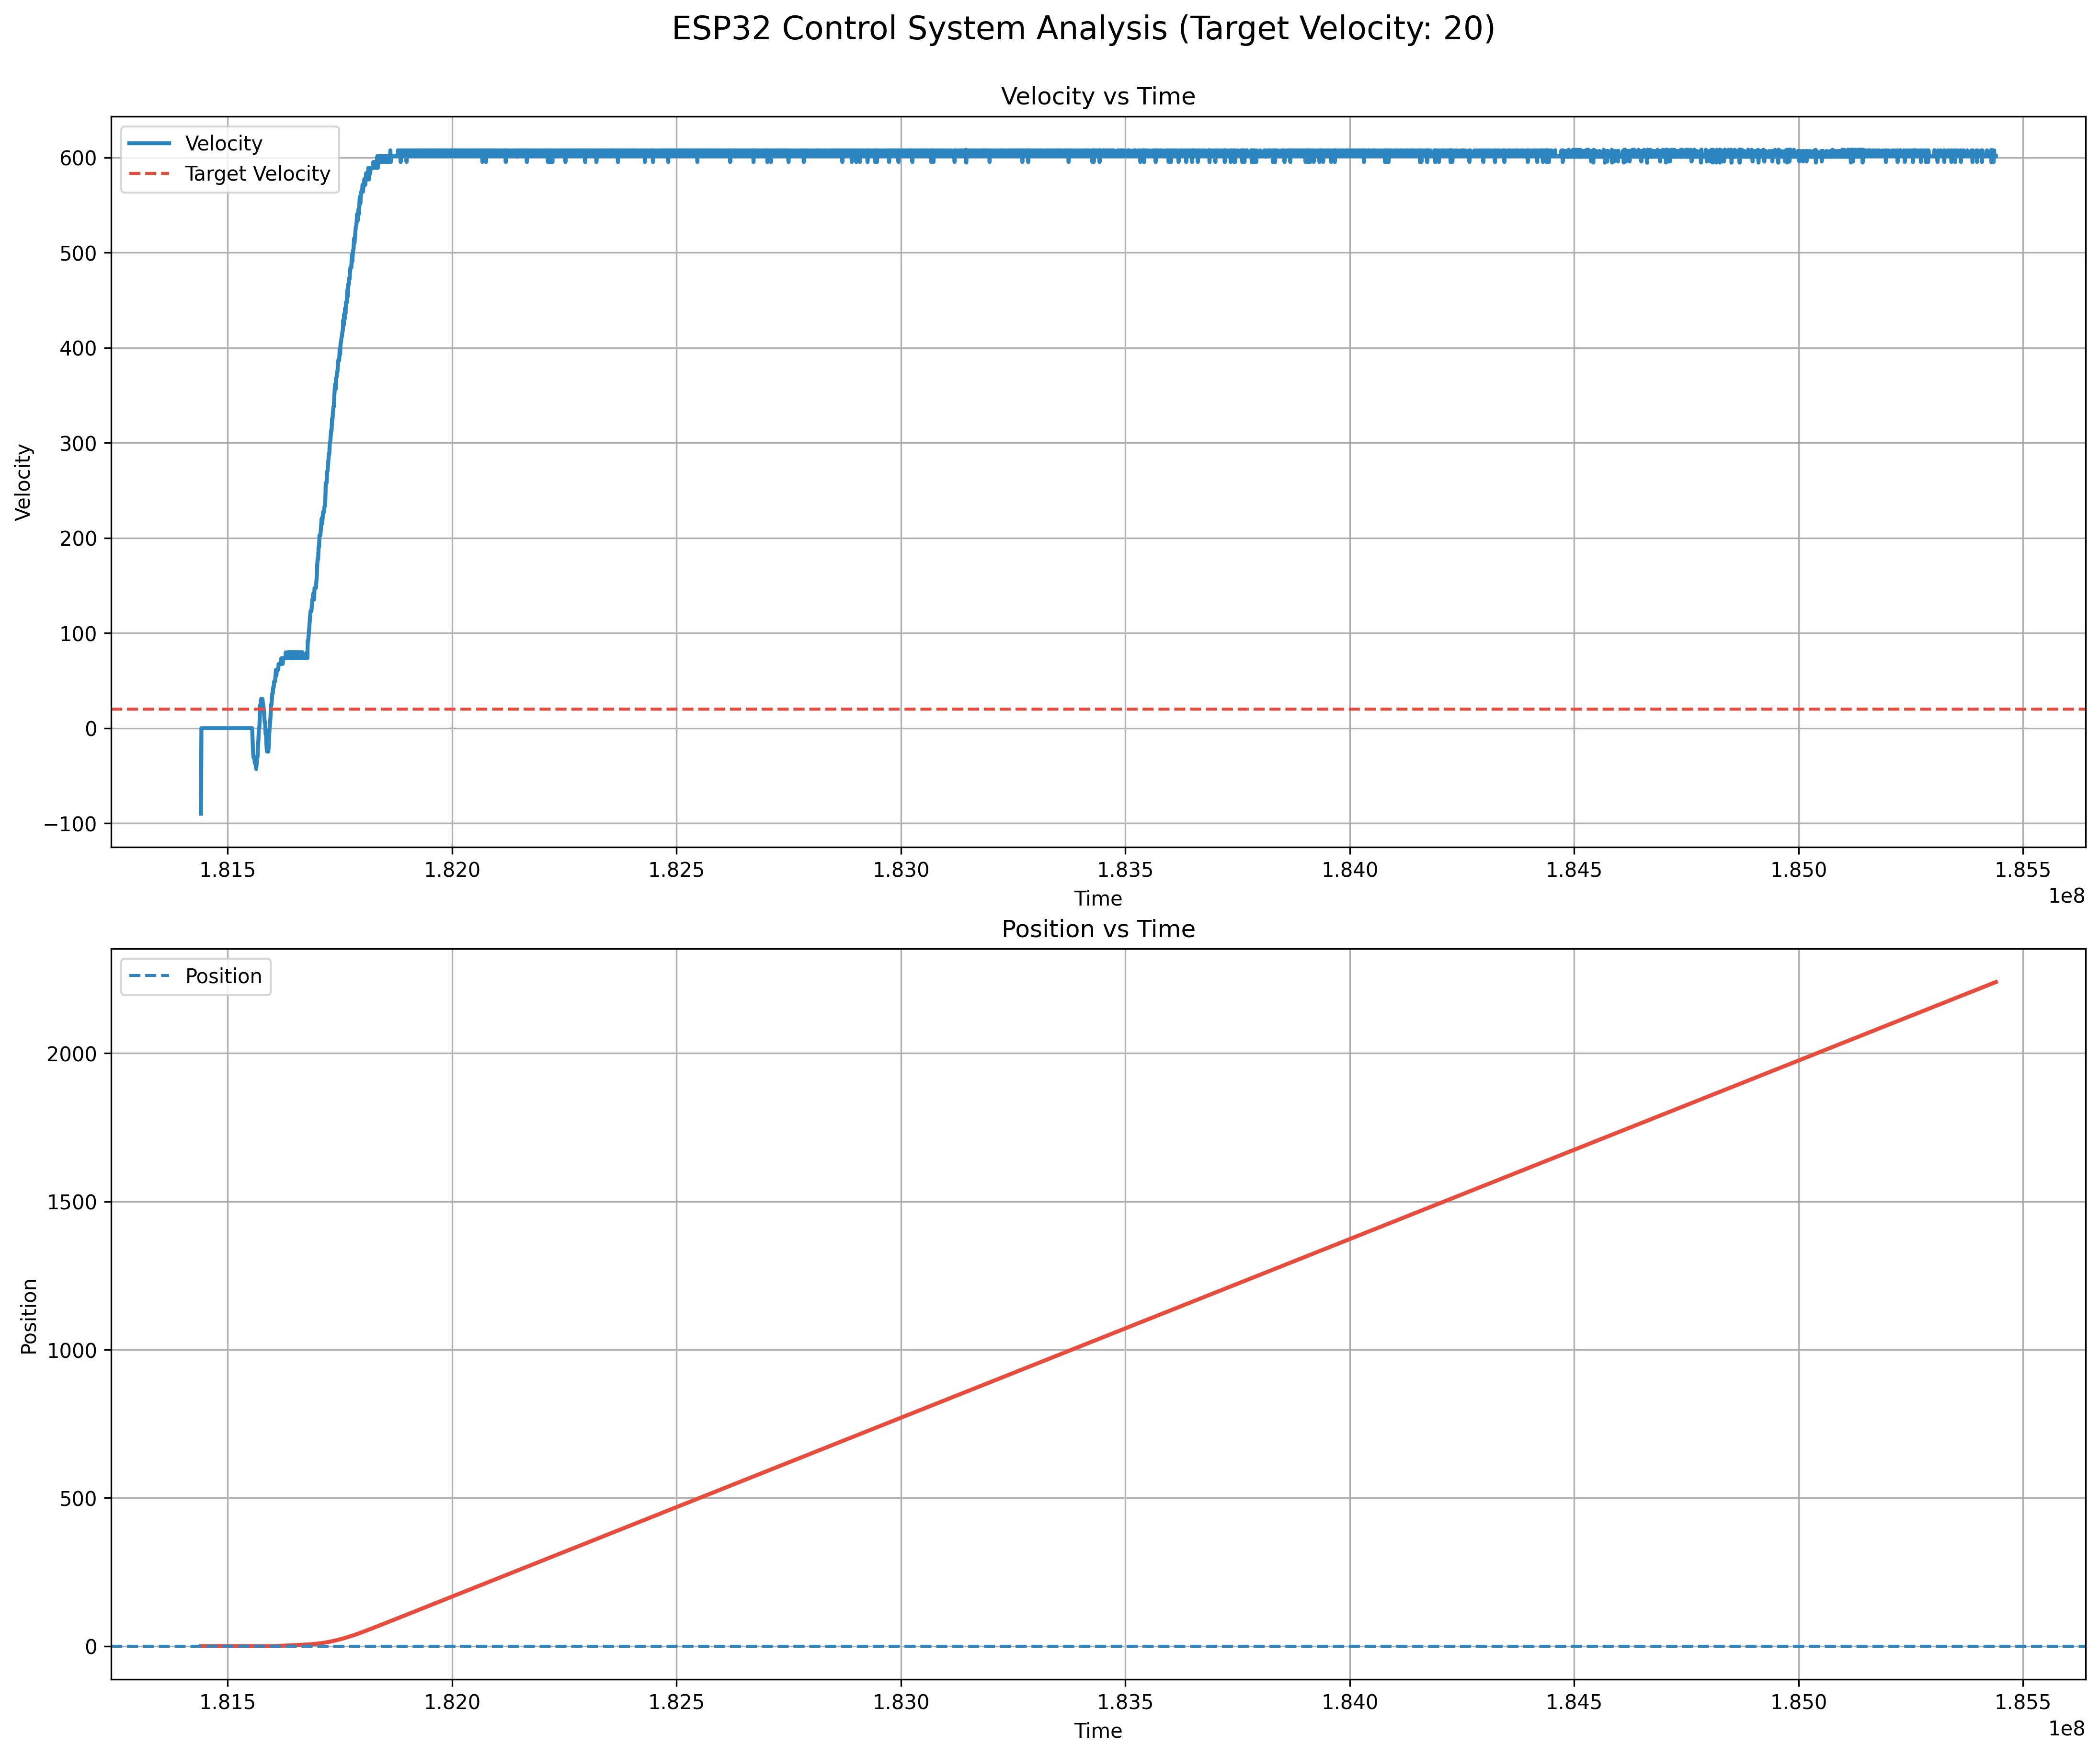 ESP32 Control System Analysis (Target Velocity: 20)
Velocity vs Time
Velocity
Target Velocity
600
500
400
300
200
100
0
−100
Velocity
1.815 1.820 1.825 1.830 1.835 1.840 1.845 1.850 1.855
Time
1e8
Position vs Time
Position
2000
1500
1000
500
0
Position
1.815 1.820 1.825 1.830 1.835 1.840 1.845 1.850 1.855
Time
1e8